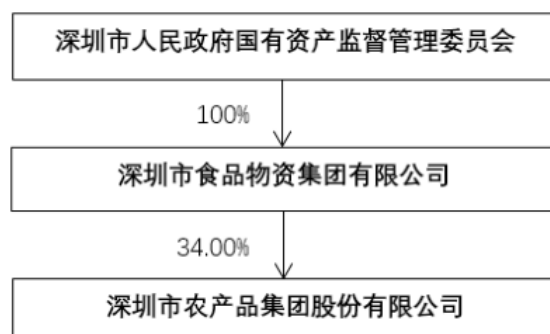 深圳市人民政府国有资产监督管理委员会
100%
深圳市食品物资集团有限公司
34.00%
深圳市农产品集团股份有限公司